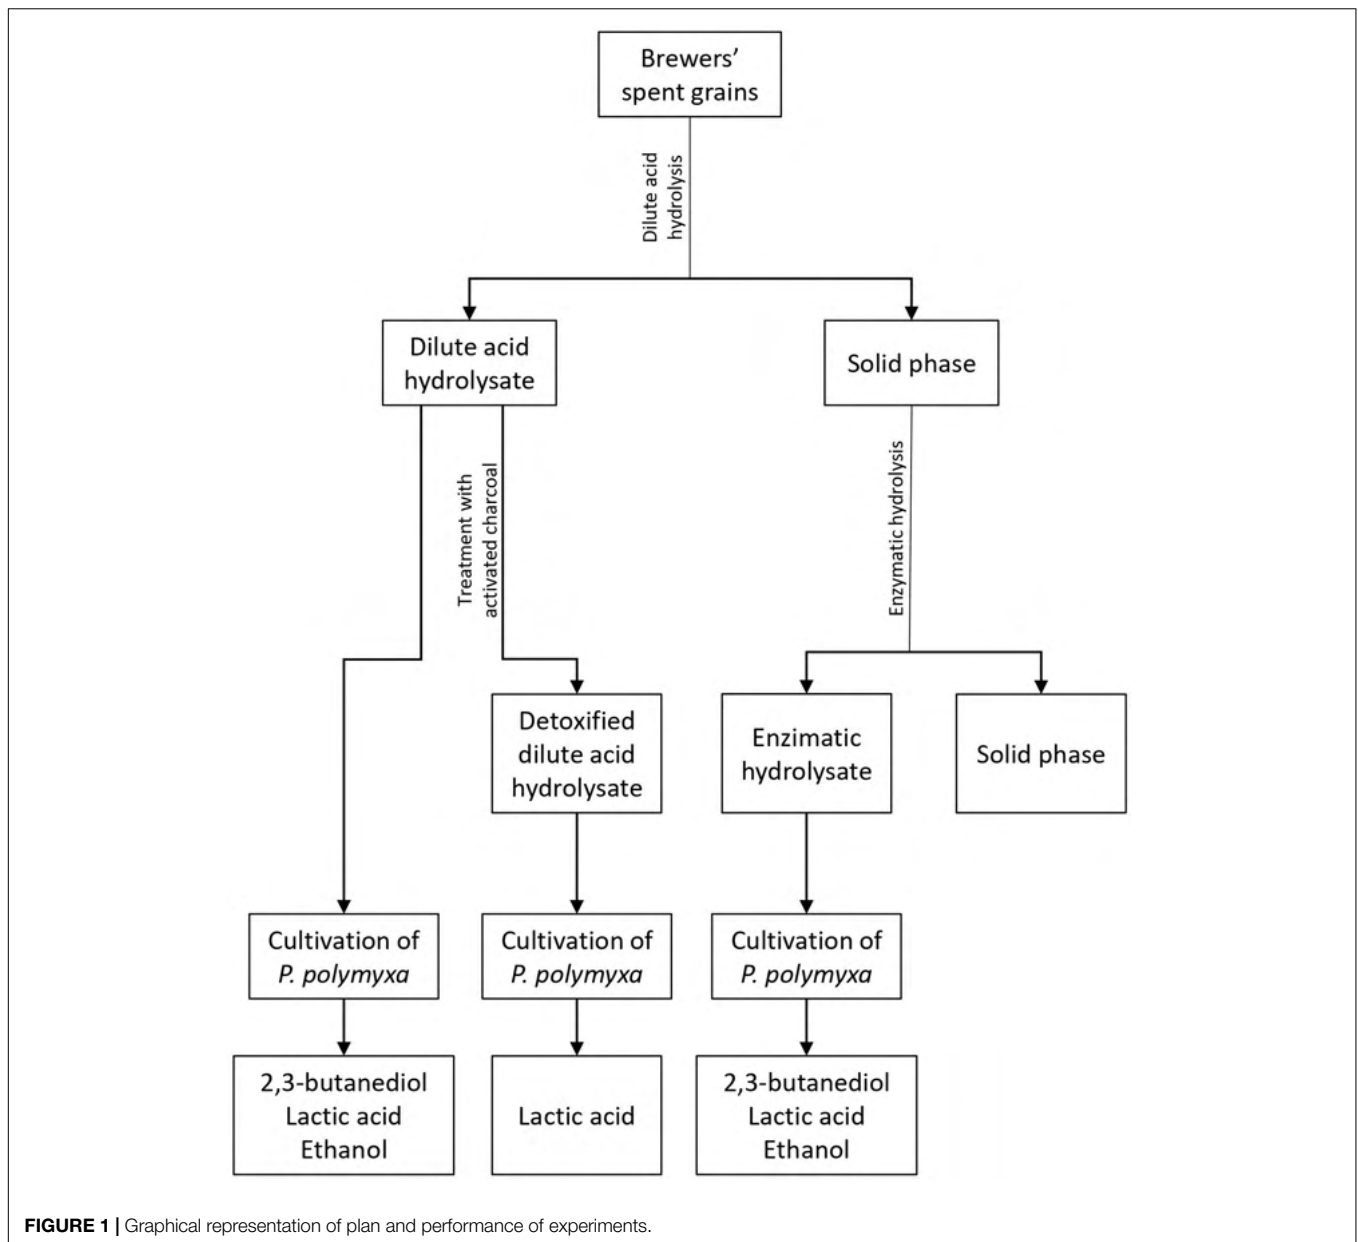 Brewers’
spent grains
Dilute acid
hydrolysis
Dilute acid
hydrolysate
Solid phase
Treatment with
activated charcoal
Enzymatic hydrolysis
Detoxified
dilute acid
hydrolysate
Enzimatic
hydrolysate
Solid phase
Cultivation of
P. polymyxa
Cultivation of
P. polymyxa
Cultivation of
P. polymyxa
2,3-butanediol
Lactic acid
Ethanol
Lactic acid
2,3-butanediol
Lactic acid
Ethanol
FIGURE 1 | Graphical representation of plan and performance of experiments.